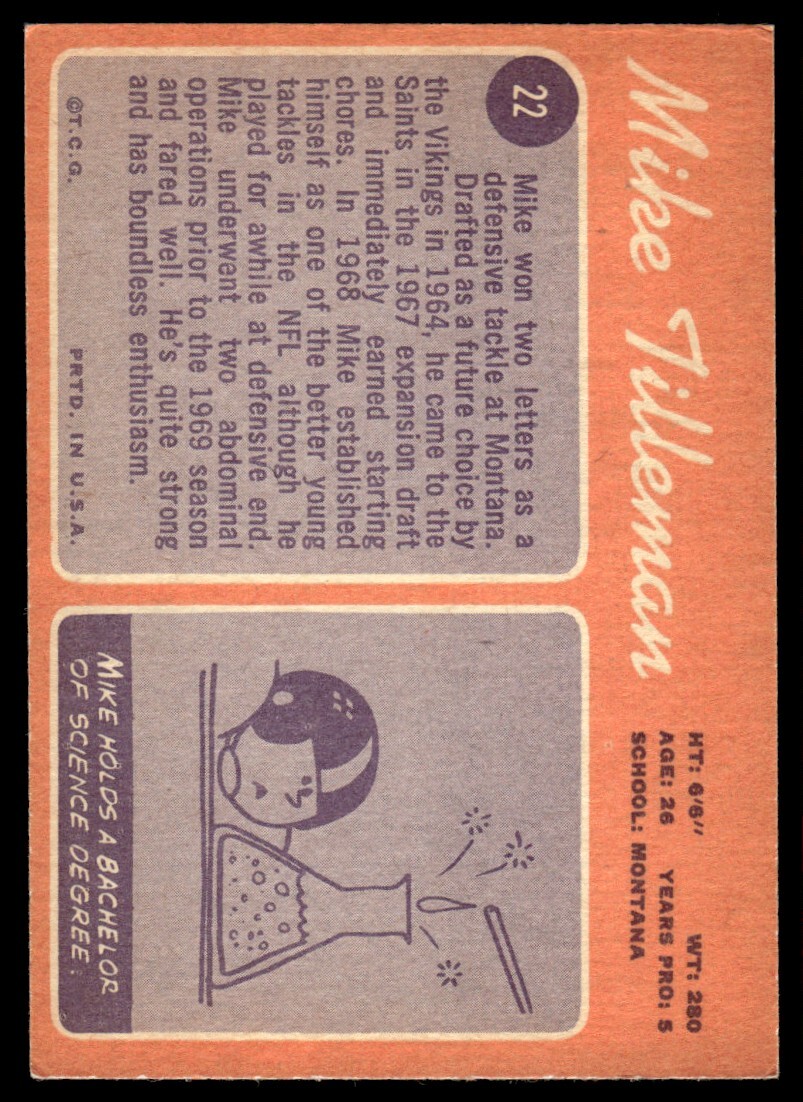 Mike Tilleman
HT: 6'6" WT: 280
AGE: 26 YEARS PRO: 5
SCHOOL: MONTANA
22
Mike won two letters as a
defensive tackle at Montana.
Drafted as a future choice by
the Vikings in 1964, he came to the
Saints in the 1967 expansion draft
and immediately earned starting
chores. In 1968 Mike established
himself as one of the better young
tackles in the NFL although he
played for awhile at defensive end.
Mike underwent two abdominal
operations prior to the 1969 season
and fared well. He's quite strong
and has boundless enthusiasm.
©T.C.G. PRTD. IN U.S.A.
MIKE HOLDS A BACHELOR
OF SCIENCE DEGREE.